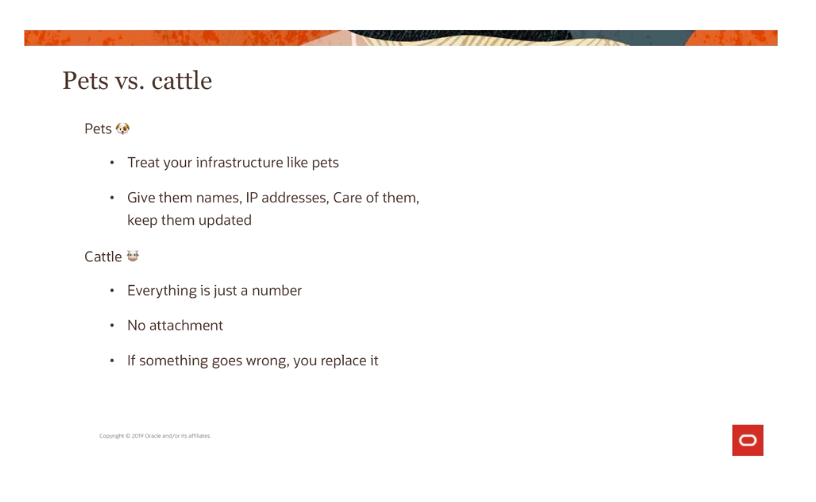 Pets vs. cattle
Pets 🐶
• Treat your infrastructure like pets
• Give them names, IP addresses, Care of them,
keep them updated
Cattle 🐮
• Everything is just a number
• No attachment
• If something goes wrong, you replace it
Copyright © 2019 Oracle and/or its affiliates.